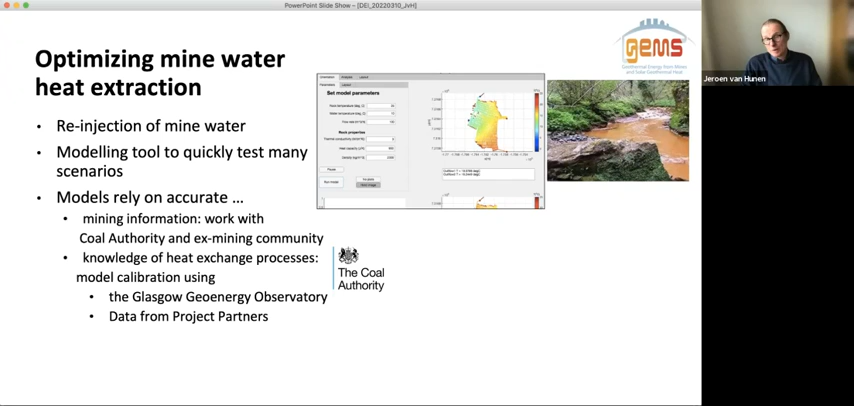 PowerPoint Slide Show – [DEI_20220310_JvH]
Optimizing mine water
heat extraction
• Re-injection of mine water
• Modelling tool to quickly test many
scenarios
• Models rely on accurate …
• mining information: work with
Coal Authority and ex-mining community
• knowledge of heat exchange processes:
model calibration using
• the Glasgow Geoenergy Observatory
• Data from Project Partners
Set model parameters
Rock properties
Run model
gems
Geothermal Energy from Mines
and Solar Geothermal Heat
The Coal
Authority
Jeroen van Hunen